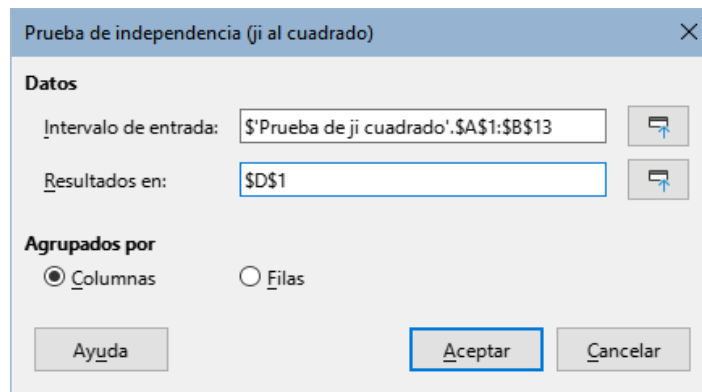 Prueba de independencia (ji al cuadrado)
Datos
Intervalo de entrada: $'Prueba de ji cuadrado'.$A$1:$B$13
Resultados en: $D$1
Agrupados por
Columnas Filas
Ayuda Aceptar Cancelar